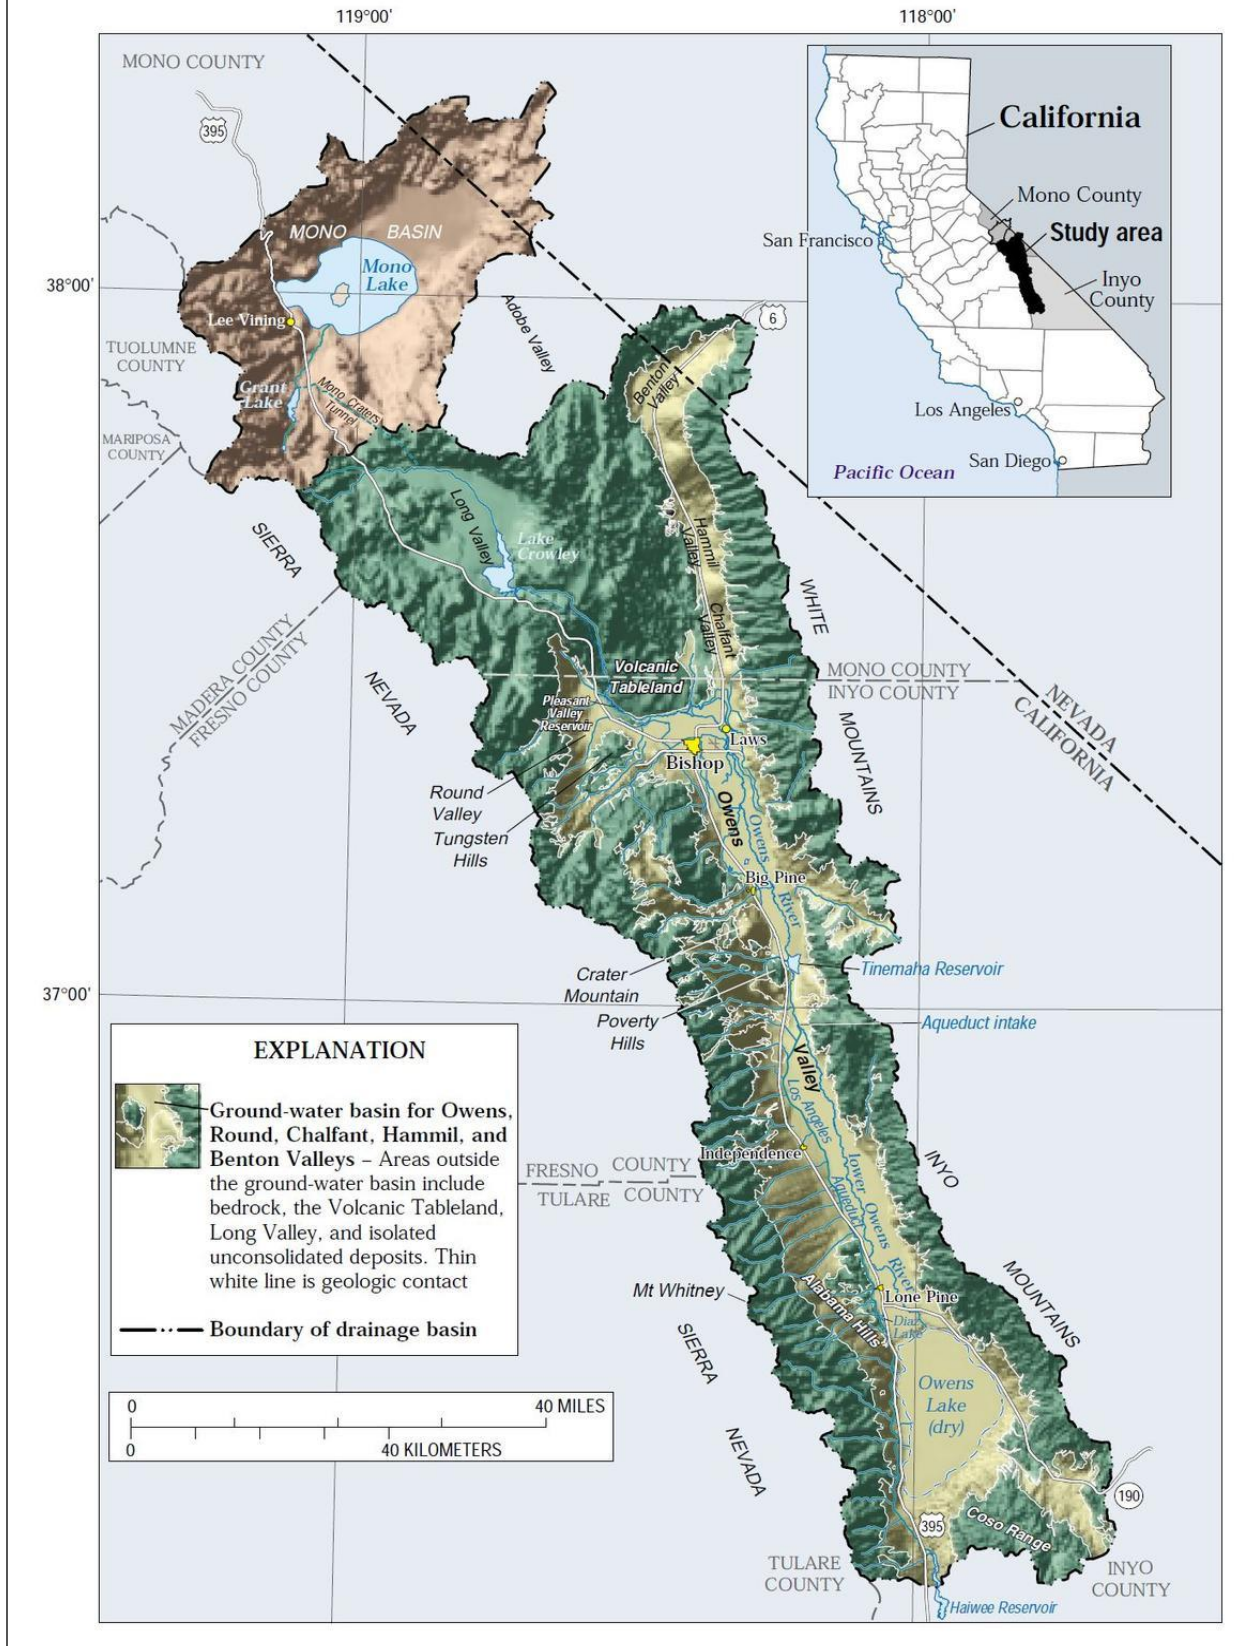 119°00'
118°00'
MONO COUNTY
395
California
Mono County
San Francisco
Study area
Inyo
County
Los Angeles
San Diego
Pacific Ocean
MONO BASIN
Mono
Lake
38°00'
Lee Vining
Adobe Valley
6
TUOLUMNE
COUNTY
Grant
Lake
Mono Craters
Tunnel
Benton
Valley
MARIPOSA
COUNTY
SIERRA
Long Valley
Lake
Crowley
Hammil
Valley
WHITE
Chalfant
Valley
MADERA COUNTY
FRESNO COUNTY
NEVADA
Volcanic
Tableland
MONO COUNTY
INYO COUNTY
NEVADA
CALIFORNIA
Pleasant
Valley
Reservoir
MOUNTAINS
Laws
Bishop
Round
Valley
Tungsten
Hills
Owens
Owens
River
Big Pine
Crater
Mountain
Tinemaha Reservoir
37°00'
Poverty
Hills
Aqueduct intake
Valley
Los Angeles
Aqueduct
Independence
lower Owens River
INYO
FRESNO COUNTY
TULARE COUNTY
EXPLANATION
Ground-water basin for Owens,
Round, Chalfant, Hammil, and
Benton Valleys – Areas outside
the ground-water basin include
bedrock, the Volcanic Tableland,
Long Valley, and isolated
unconsolidated deposits. Thin
white line is geologic contact
Boundary of drainage basin
Mt Whitney
Alabama Hills
Lone Pine
Diaz
Lake
MOUNTAINS
SIERRA
Owens
Lake
(dry)
0 40 MILES
0 40 KILOMETERS
NEVADA
190
395
Coso Range
TULARE
COUNTY
INYO
COUNTY
Haiwee Reservoir